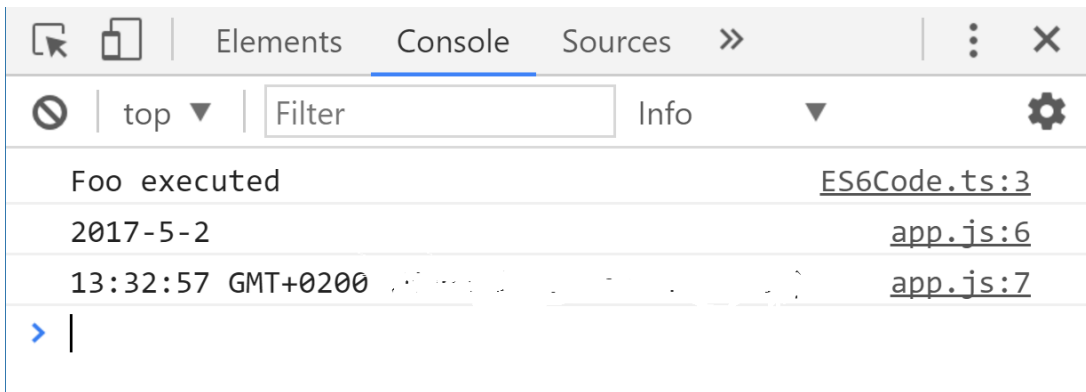 Elements Console Sources »
top ▼ Filter Info ▼
Foo executed ES6Code.ts:3
2017-5-2 app.js:6
13:32:57 GMT+0200 app.js:7